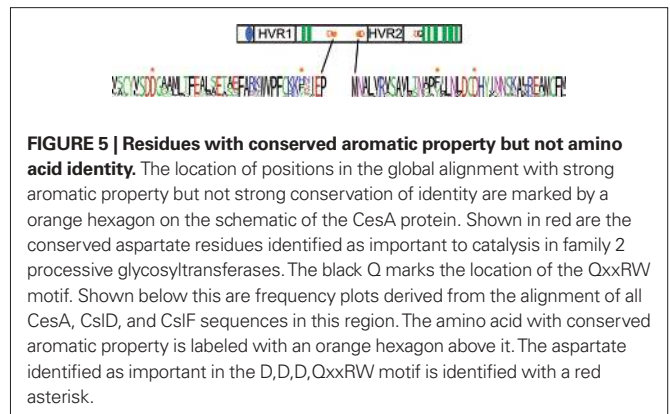 HVR1 HVR2
FIGURE 5 | Residues with conserved aromatic property but not amino
acid identity. The location of positions in the global alignment with strong
aromatic property but not strong conservation of identity are marked by a
orange hexagon on the schematic of the CesA protein. Shown in red are the
conserved aspartate residues identified as important to catalysis in family 2
processive glycosyltferases. The black Q marks the location of the QxxRW
motif. Shown below this are frequency plots derived from the alignment of all
CesA, CslD, and CslF sequences in this region. The amino acid with conserved
aromatic property is labeled with an orange hexagon above it. The aspartate
identified as important in the D,D,D,QxxRW motif is identified with a red
asterisk.